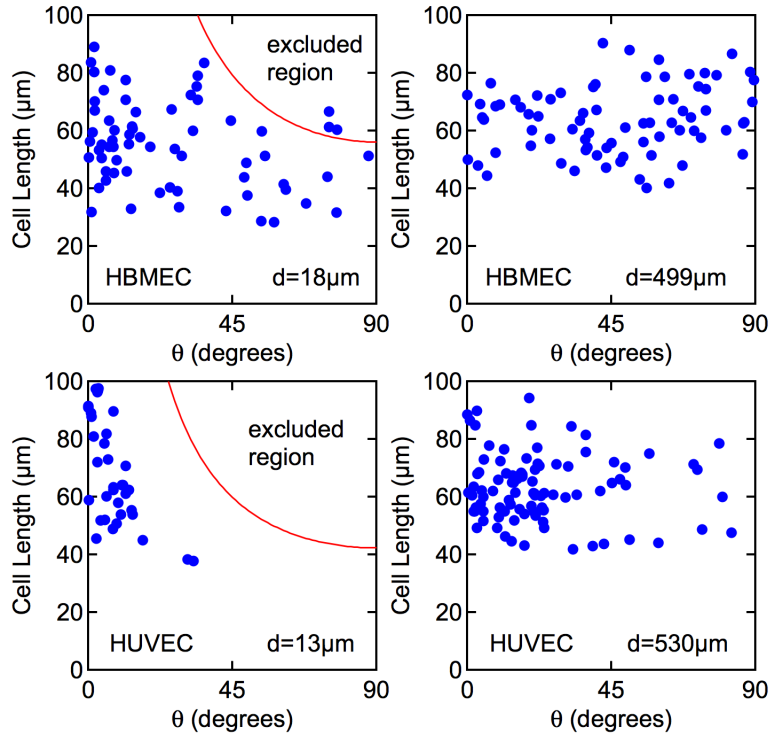 100
80
60
40
20
0
Cell Length (µm)
excluded
region
HBMEC d=18µm
0 45 90
θ (degrees)
100
80
60
40
20
0
Cell Length (µm)
HBMEC d=499µm
0 45 90
θ (degrees)
100
80
60
40
20
0
Cell Length (µm)
excluded
region
HUVEC d=13µm
0 45 90
θ (degrees)
100
80
60
40
20
0
Cell Length (µm)
HUVEC d=530µm
0 45 90
θ (degrees)